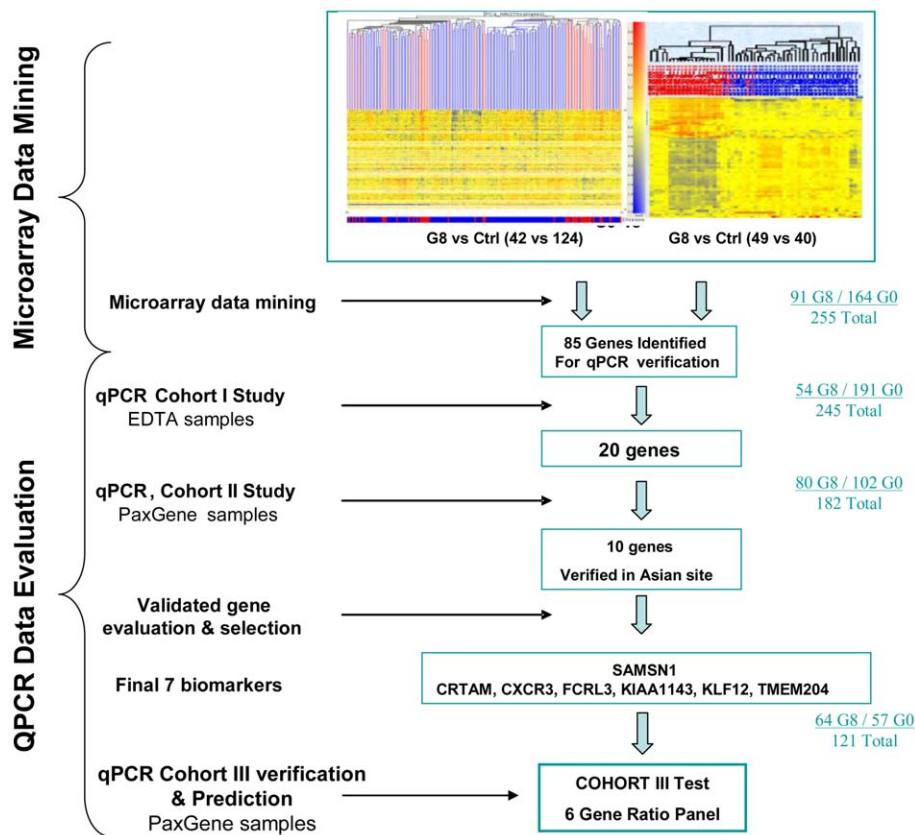 Microarray Data Mining
G8 vs Ctrl (42 vs 124)
G8 vs Ctrl (49 vs 40)
Microarray data mining
91 G8 / 164 G0
255 Total
85 Genes Identified
For qPCR verification
QPCR Data Evaluation
qPCR Cohort I Study
EDTA samples
54 G8 / 191 G0
245 Total
20 genes
qPCR, Cohort II Study
PaxGene samples
80 G8 / 102 G0
182 Total
10 genes
Verified in Asian site
Validated gene
evaluation & selection
Final 7 biomarkers
SAMSN1
CRTAM, CXCR3, FCRL3, KIAA1143, KLF12, TMEM204
64 G8 / 57 G0
121 Total
qPCR Cohort III verification
& Prediction
PaxGene samples
COHORT III Test
6 Gene Ratio Panel